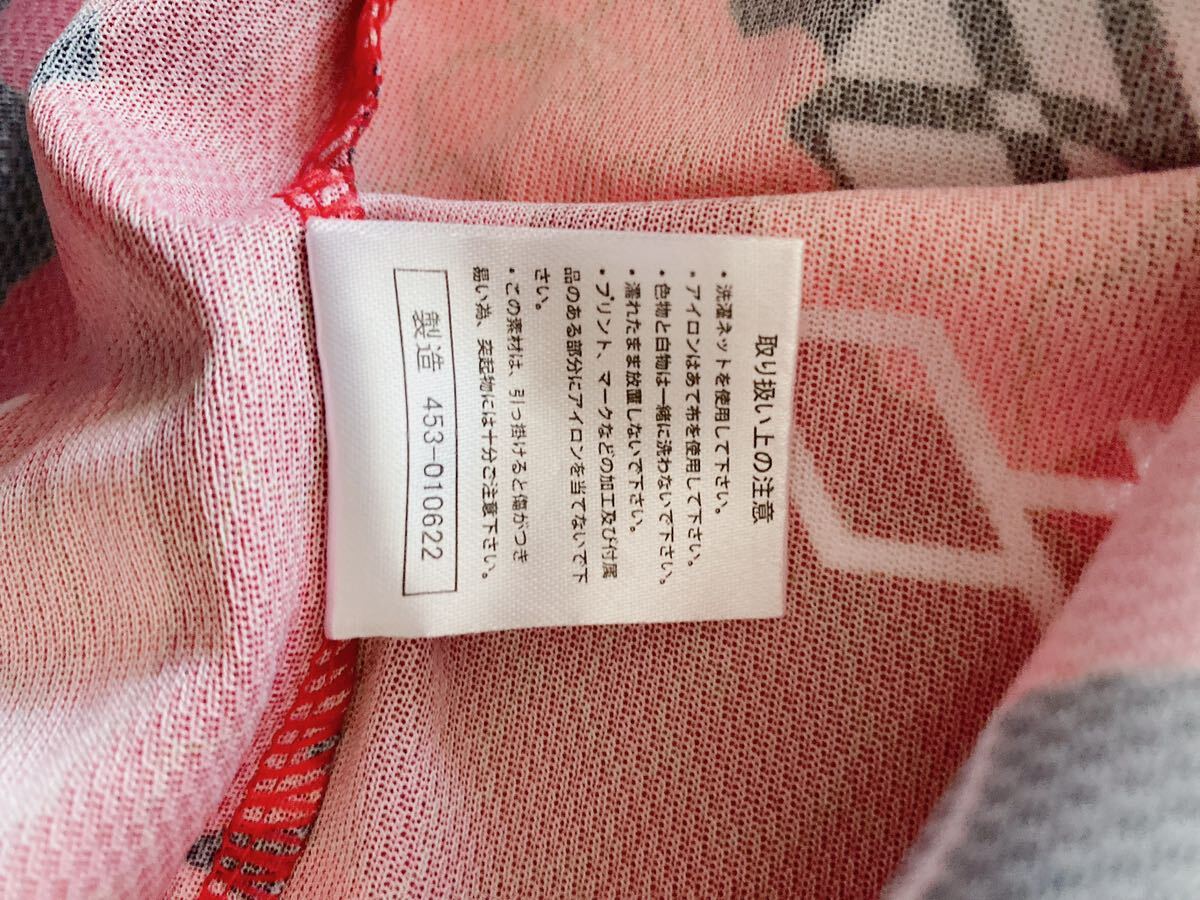 取り扱い上の注意
・洗濯ネットを使用して下さい。
・アイロンはあて布を使用して下さい。
・色物と白物は一緒に洗わないで下さい。
・濡れたまま放置しないで下さい。
・プリント、マークなどの加工及び付属
品のある部分にアイロンを当てないで下
さい。
・この素材は、引っ掛けると傷がつき
易い為、突起物には十分ご注意下さい。
製造 453-010622